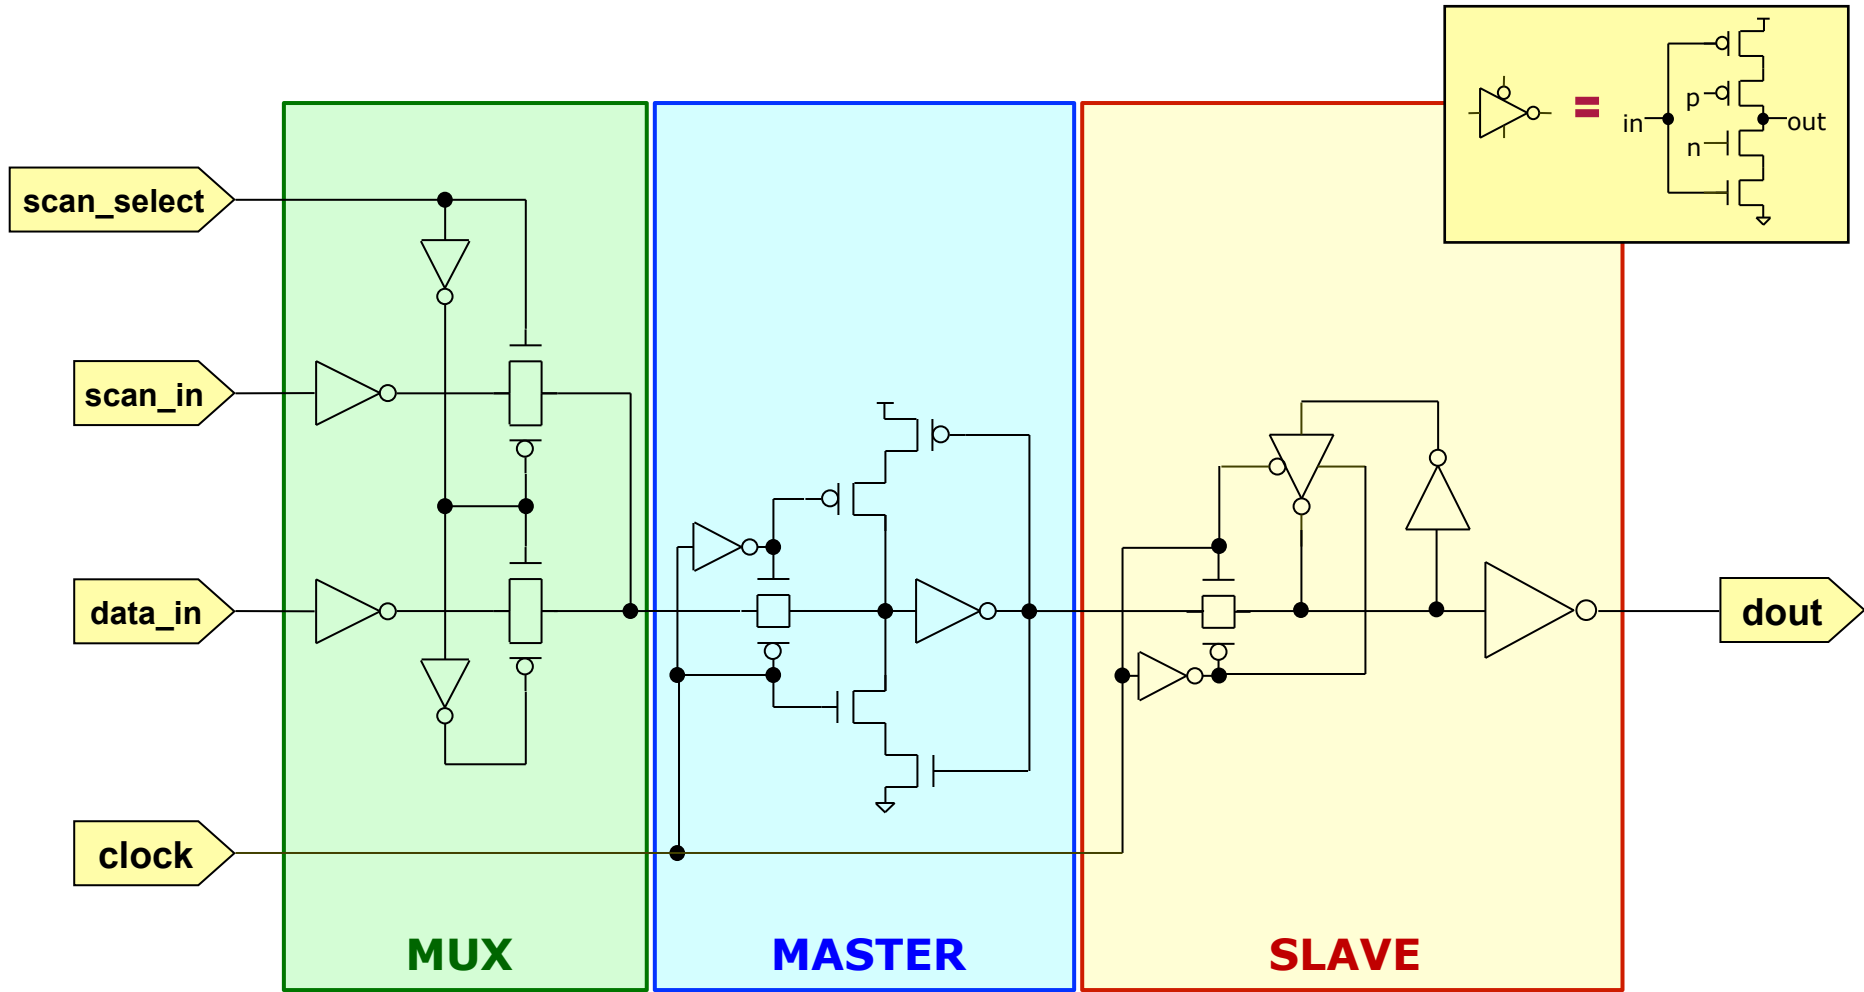 scan_select
scan_in
data_in
clock
MUX
MASTER
SLAVE
=
in
p
n
out
dout